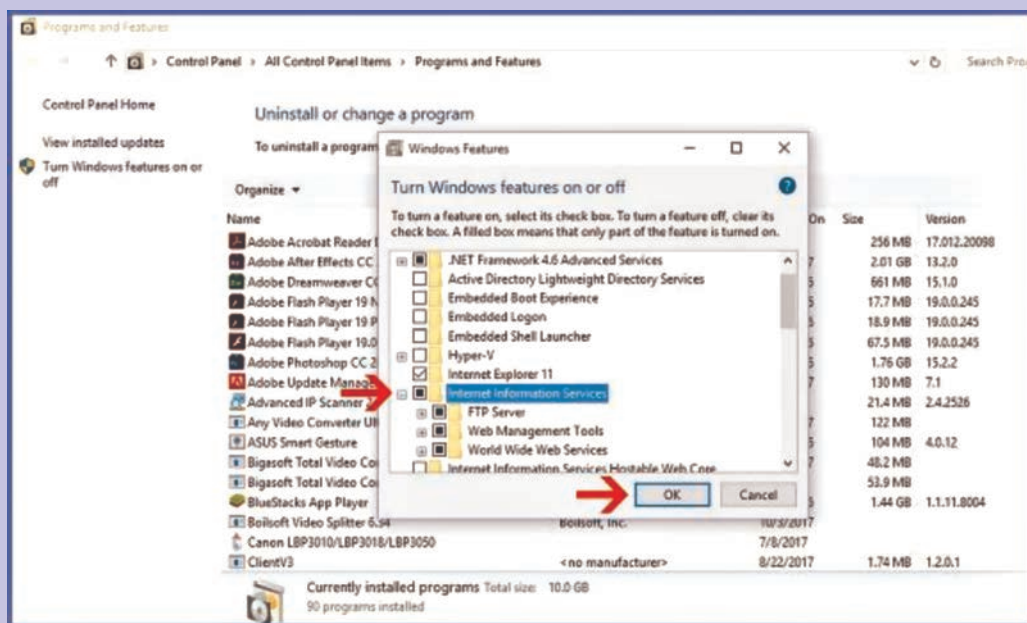 Programs and Features
Control Panel > All Control Panel Items > Programs and Features
Search Pro
Control Panel Home
View installed updates
Turn Windows features on or
off
Uninstall or change a program
To uninstall a program
Organize
Name
On Size Version
Adobe Acrobat Reader 256 MB 17.012.20098
Adobe After Effects CC 7 2.01 GB 13.2.0
Adobe Dreamweaver CC 5 661 MB 15.1.0
Adobe Flash Player 19 N 5 17.7 MB 19.0.0.245
Adobe Flash Player 19 P 5 18.9 MB 19.0.0.245
Adobe Flash Player 19.0 5 67.5 MB 19.0.0.245
Adobe Photoshop CC 2 5 1.76 GB 15.2.2
Adobe Update Manage 7 130 MB 7.1
Advanced IP Scanner 21.4 MB 2.4.2526
Any Video Converter Ul 7 122 MB
ASUS Smart Gesture 5 104 MB 4.0.12
Bigasoft Total Video Co 7 48.2 MB
Bigasoft Total Video Co 53.9 MB
BlueStacks App Player 5 1.44 GB 1.1.11.8004
Boilsoft Video Splitter 6.34 Boilsoft, Inc. 10/3/2017
Canon LBP3010/LBP3018/LBP3050 7/8/2017
ClientV3 <no manufacturer> 8/22/2017 1.74 MB 1.2.0.1
Currently installed programs Total size: 10.0 GB
90 programs installed
Windows Features
Turn Windows features on or off
To turn a feature on, select its check box. To turn a feature off, clear its
check box. A filled box means that only part of the feature is turned on.
.NET Framework 4.6 Advanced Services
Active Directory Lightweight Directory Services
Embedded Boot Experience
Embedded Logon
Embedded Shell Launcher
Hyper-V
Internet Explorer 11
Internet Information Services
FTP Server
Web Management Tools
World Wide Web Services
Internet Information Services Hostable Web Core
OK Cancel